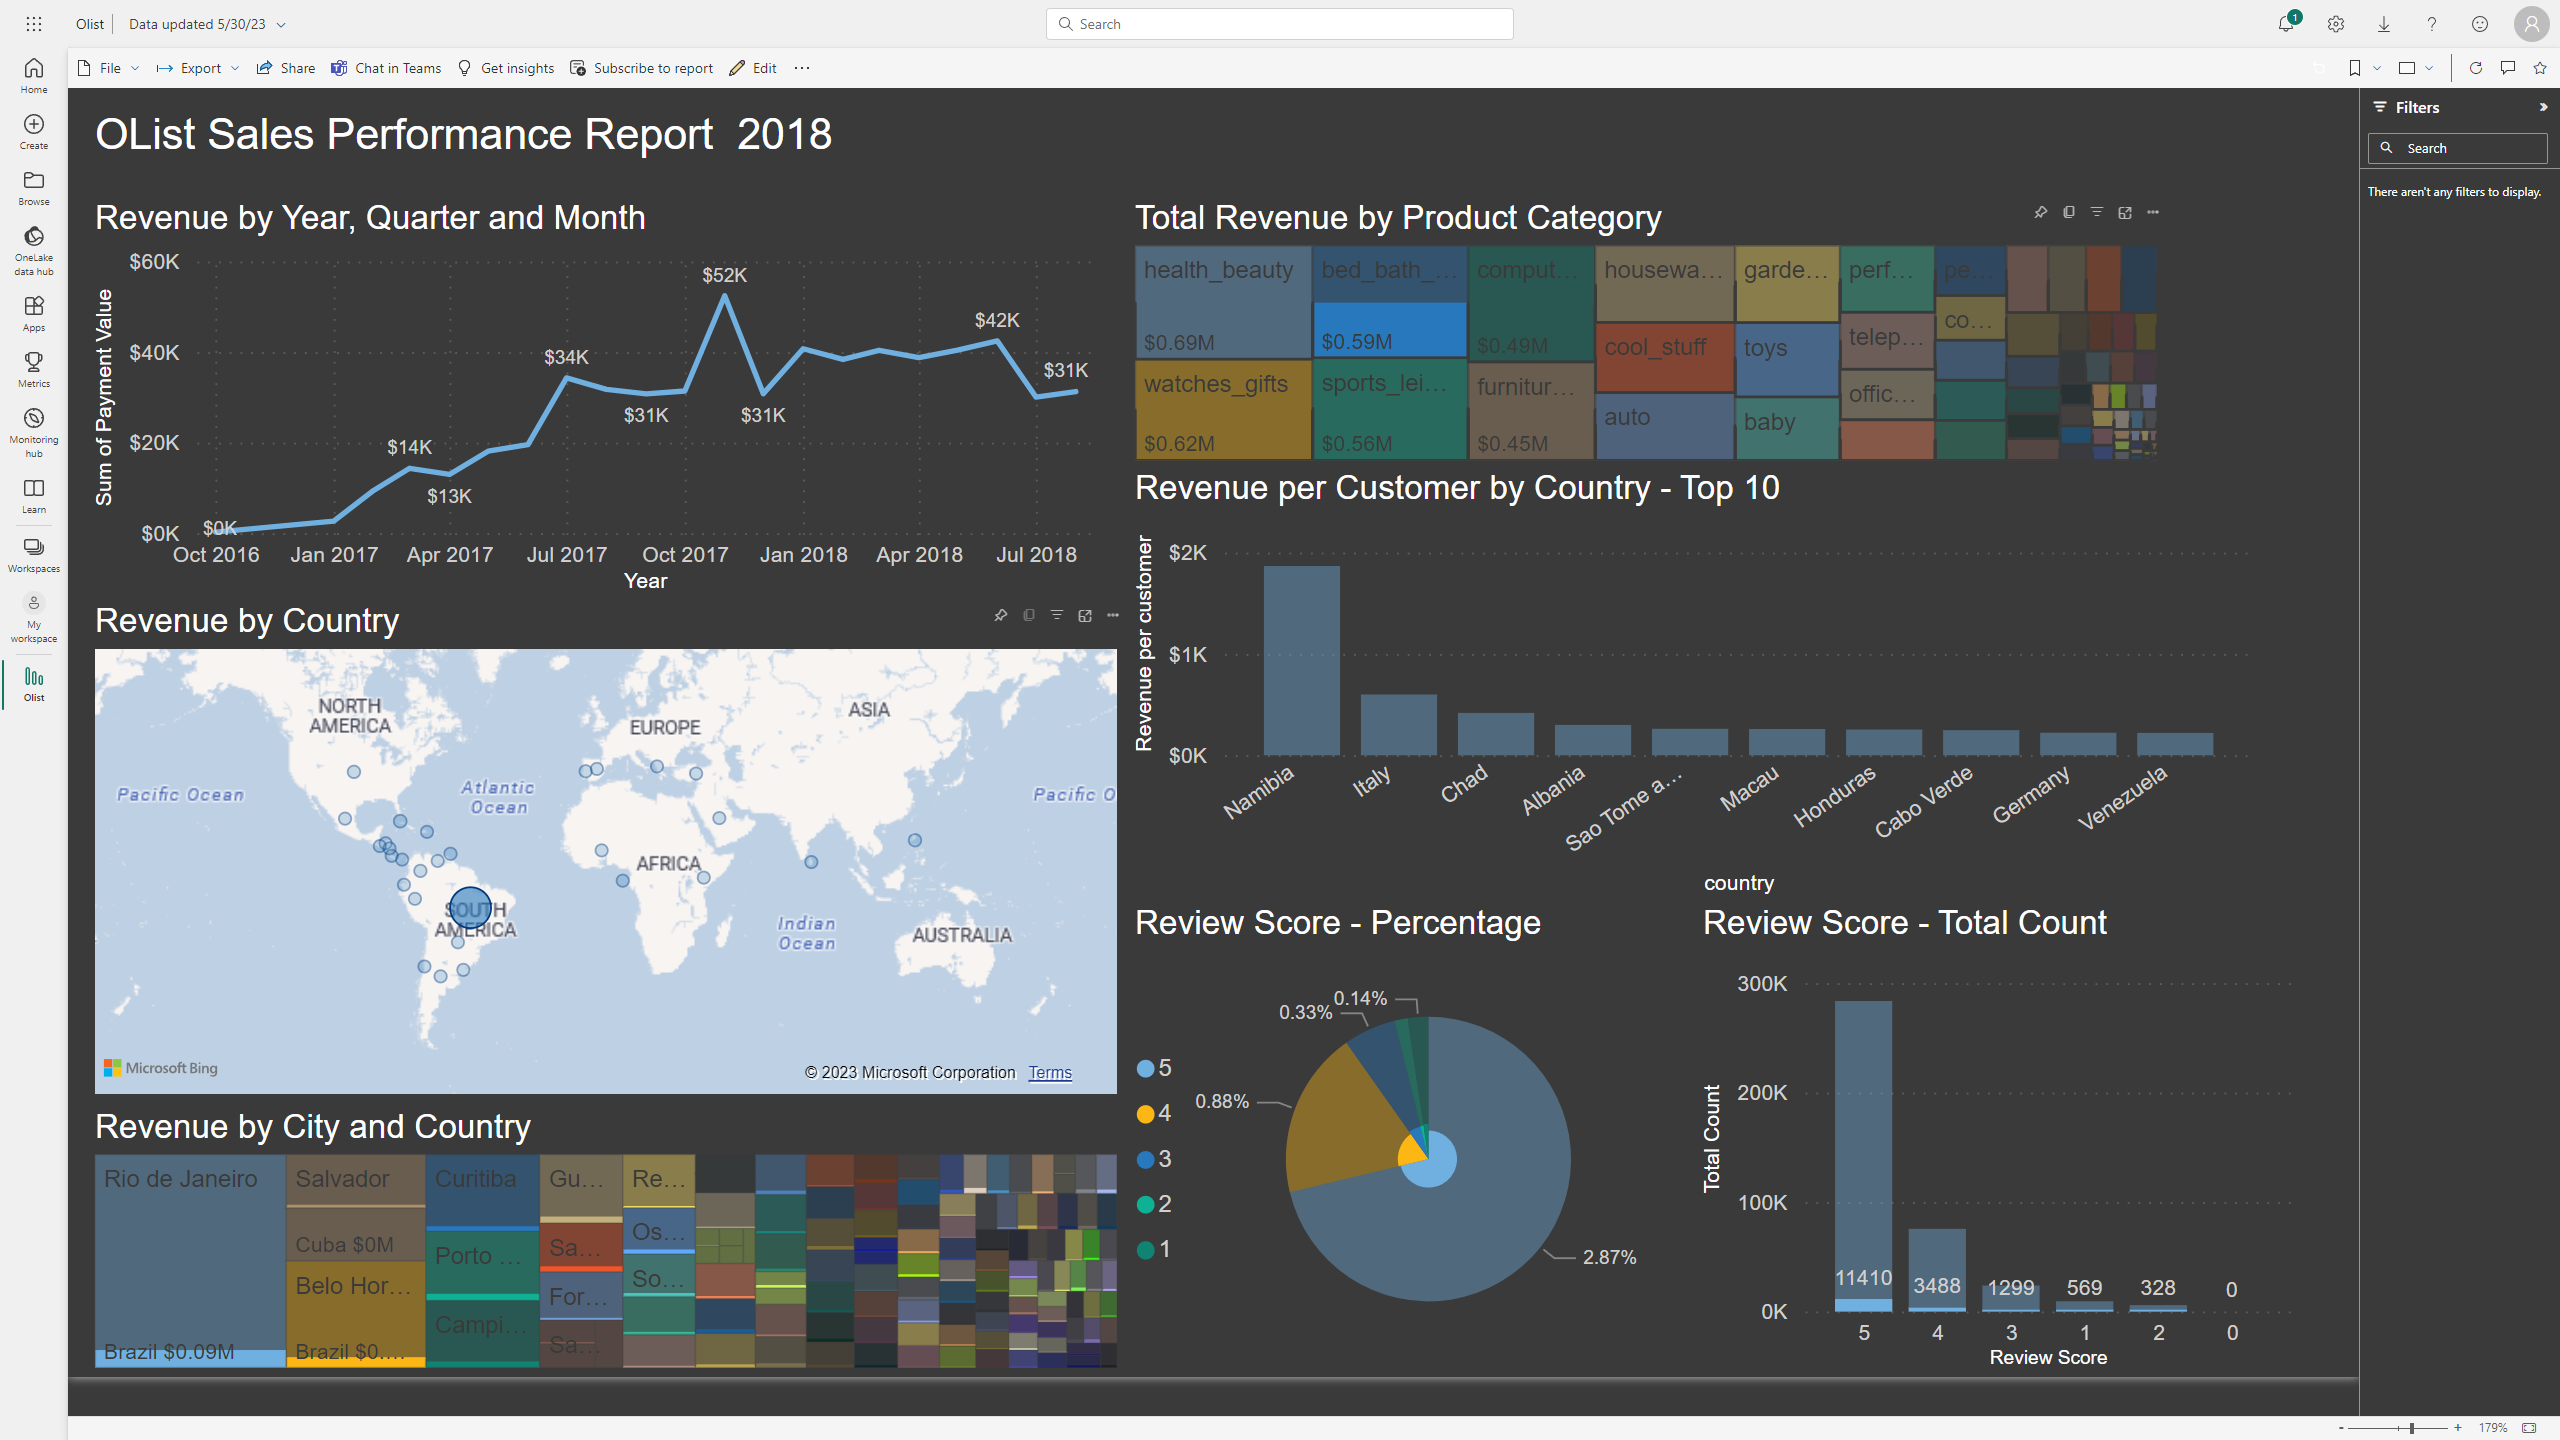 Olist
Data updated 5/30/23
Search
1
File
Export
Share
Chat in Teams
Get insights
Subscribe to report
Edit
Home
Create
Browse
OneLake
data hub
Apps
Metrics
Monitoring
hub
Learn
Workspaces
My
workspace
Olist
OList Sales Performance Report 2018
Revenue by Year, Quarter and Month
Sum of Payment Value
$60K
$40K
$20K
$0K
$0K
$14K
$13K
$34K
$31K
$52K
$31K
$42K
$31K
Oct 2016
Jan 2017
Apr 2017
Jul 2017
Oct 2017
Jan 2018
Apr 2018
Jul 2018
Year
Revenue by Country
NORTH
AMERICA
EUROPE
ASIA
Pacific Ocean
Atlantic
Ocean
Pacific O
AFRICA
SOUTH
AMERICA
Indian
Ocean
AUSTRALIA
Microsoft Bing
© 2023 Microsoft Corporation
Terms
Revenue by City and Country
Rio de Janeiro
Brazil $0.09M
Salvador
Cuba $0M
Belo Hor…
Brazil $0.…
Curitiba
Porto …
Campi…
Gu…
Sa…
For…
Sa…
Re…
Os…
So…
Total Revenue by Product Category
health_beauty
$0.69M
watches_gifts
$0.62M
bed_bath_…
$0.59M
sports_lei…
$0.56M
comput…
$0.49M
furnitur…
$0.45M
housewa…
cool_stuff
auto
garde…
toys
baby
perf…
telep…
offic…
pe…
co…
Revenue per Customer by Country - Top 10
Revenue per customer
$2K
$1K
$0K
Namibia
Italy
Chad
Albania
Sao Tome a…
Macau
Honduras
Cabo Verde
Germany
Venezuela
country
Review Score - Percentage
5
4
3
2
1
0.14%
0.33%
0.88%
2.87%
Review Score - Total Count
Total Count
300K
200K
100K
0K
11410
3488
1299
569
328
0
5
4
3
1
2
0
Review Score
Filters
Search
There aren't any filters to display.
179%